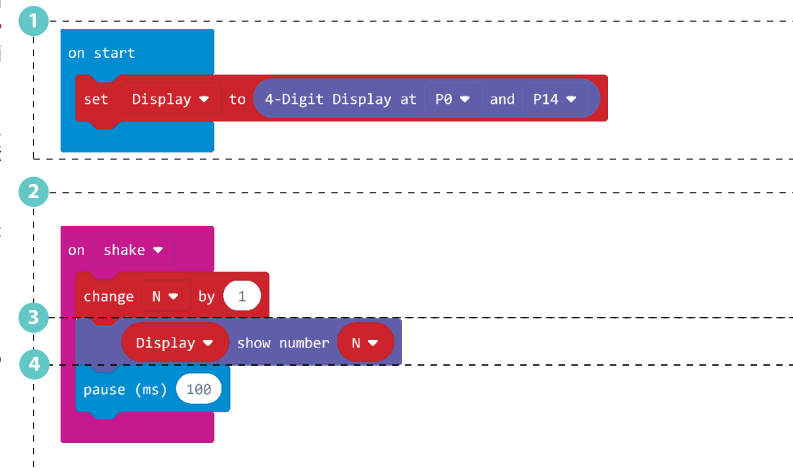 1
on start
set Display to 4-Digit Display at P0 and P14
2
on shake
change N by 1
3
Display show number N
4
pause (ms) 100